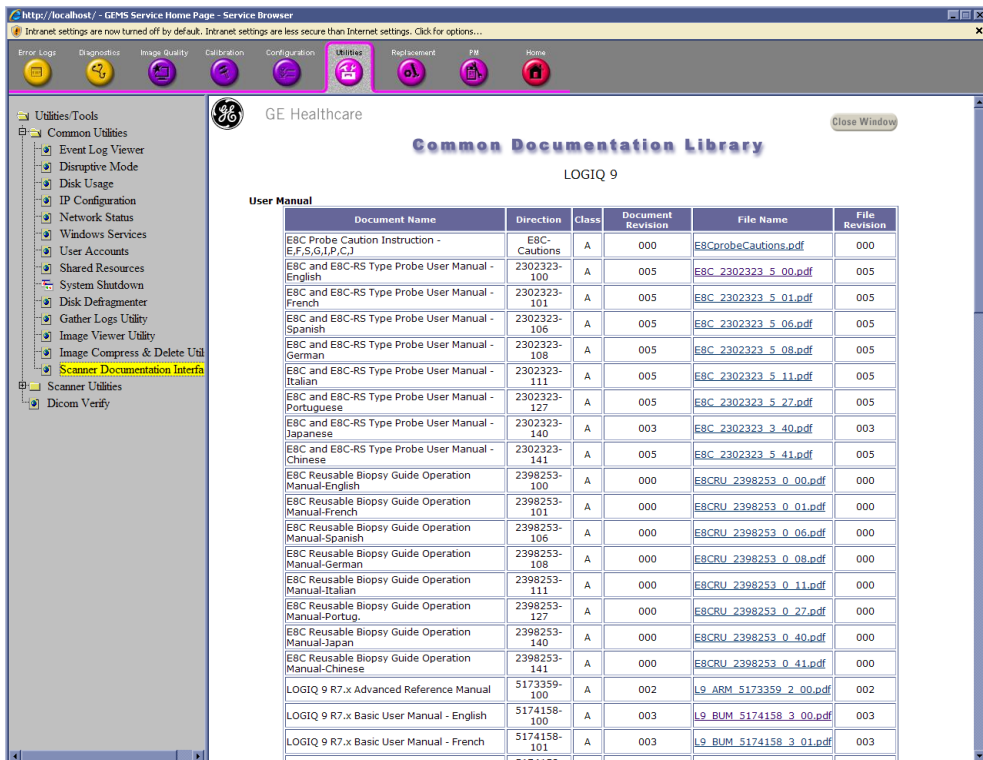 http://localhost/ - GEMS Service Home Page - Service Browser
Intranet settings are now turned off by default. Intranet settings are less secure than Internet settings. Click for options...
Error Logs Diagnostics Image Quality Calibration Configuration Utilities Replacement PM Home
Utilities/Tools
Common Utilities
Event Log Viewer
Disruptive Mode
Disk Usage
IP Configuration
Network Status
Windows Services
User Accounts
Shared Resources
System Shutdown
Disk Defragmenter
Gather Logs Utility
Image Viewer Utility
Image Compress & Delete Util
Scanner Documentation Interfa
Scanner Utilities
Dicom Verify
GE Healthcare
Close Window
Common Documentation Library
LOGIQ 9
User Manual
Document Name Direction Class Document Revision File Name File Revision
E8C Probe Caution Instruction - E,F,S,G,I,P,C,J E8C-Cautions A 000 E8CprobeCautions.pdf 000
E8C and E8C-RS Type Probe User Manual - English 2302323-100 A 005 E8C_2302323_5_00.pdf 005
E8C and E8C-RS Type Probe User Manual - French 2302323-101 A 005 E8C_2302323_5_01.pdf 005
E8C and E8C-RS Type Probe User Manual - Spanish 2302323-106 A 005 E8C_2302323_5_06.pdf 005
E8C and E8C-RS Type Probe User Manual - German 2302323-108 A 005 E8C_2302323_5_08.pdf 005
E8C and E8C-RS Type Probe User Manual - Italian 2302323-111 A 005 E8C_2302323_5_11.pdf 005
E8C and E8C-RS Type Probe User Manual - Portuguese 2302323-127 A 005 E8C_2302323_5_27.pdf 005
E8C and E8C-RS Type Probe User Manual - Japanese 2302323-140 A 003 E8C_2302323_3_40.pdf 003
E8C and E8C-RS Type Probe User Manual - Chinese 2302323-141 A 005 E8C_2302323_5_41.pdf 005
E8C Reusable Biopsy Guide Operation Manual-English 2398253-100 A 000 E8CRU_2398253_0_00.pdf 000
E8C Reusable Biopsy Guide Operation Manual-French 2398253-101 A 000 E8CRU_2398253_0_01.pdf 000
E8C Reusable Biopsy Guide Operation Manual-Spanish 2398253-106 A 000 E8CRU_2398253_0_06.pdf 000
E8C Reusable Biopsy Guide Operation Manual-German 2398253-108 A 000 E8CRU_2398253_0_08.pdf 000
E8C Reusable Biopsy Guide Operation Manual-Italian 2398253-111 A 000 E8CRU_2398253_0_11.pdf 000
E8C Reusable Biopsy Guide Operation Manual-Portug. 2398253-127 A 000 E8CRU_2398253_0_27.pdf 000
E8C Reusable Biopsy Guide Operation Manual-Japan 2398253-140 A 000 E8CRU_2398253_0_40.pdf 000
E8C Reusable Biopsy Guide Operation Manual-Chinese 2398253-141 A 000 E8CRU_2398253_0_41.pdf 000
LOGIQ 9 R7.x Advanced Reference Manual 5173359-100 A 002 L9_ARM_5173359_2_00.pdf 002
LOGIQ 9 R7.x Basic User Manual - English 5174158-100 A 003 L9_BUM_5174158_3_00.pdf 003
LOGIQ 9 R7.x Basic User Manual - French 5174158-101 A 003 L9_BUM_5174158_3_01.pdf 003